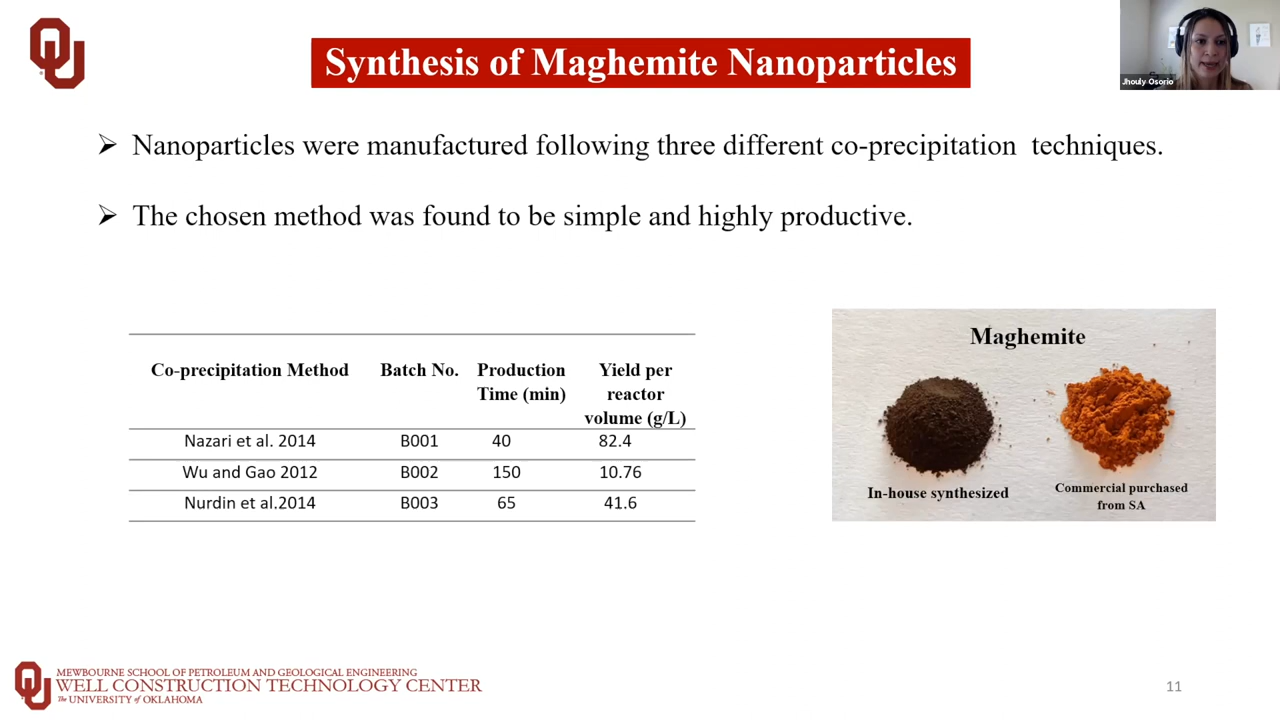 OU
Synthesis of Maghemite Nanoparticles
Jhouly Osorio
➢ Nanoparticles were manufactured following three different co-precipitation techniques.
➢ The chosen method was found to be simple and highly productive.
Co-precipitation Method Batch No. Production Time (min) Yield per reactor volume (g/L)
Nazari et al. 2014 B001 40 82.4
Wu and Gao 2012 B002 150 10.76
Nurdin et al.2014 B003 65 41.6
Maghemite
In-house synthesized
Commercial purchased
from SA
OU
MEWBOURNE SCHOOL OF PETROLEUM AND GEOLOGICAL ENGINEERING
WELL CONSTRUCTION TECHNOLOGY CENTER
The UNIVERSITY of OKLAHOMA
11